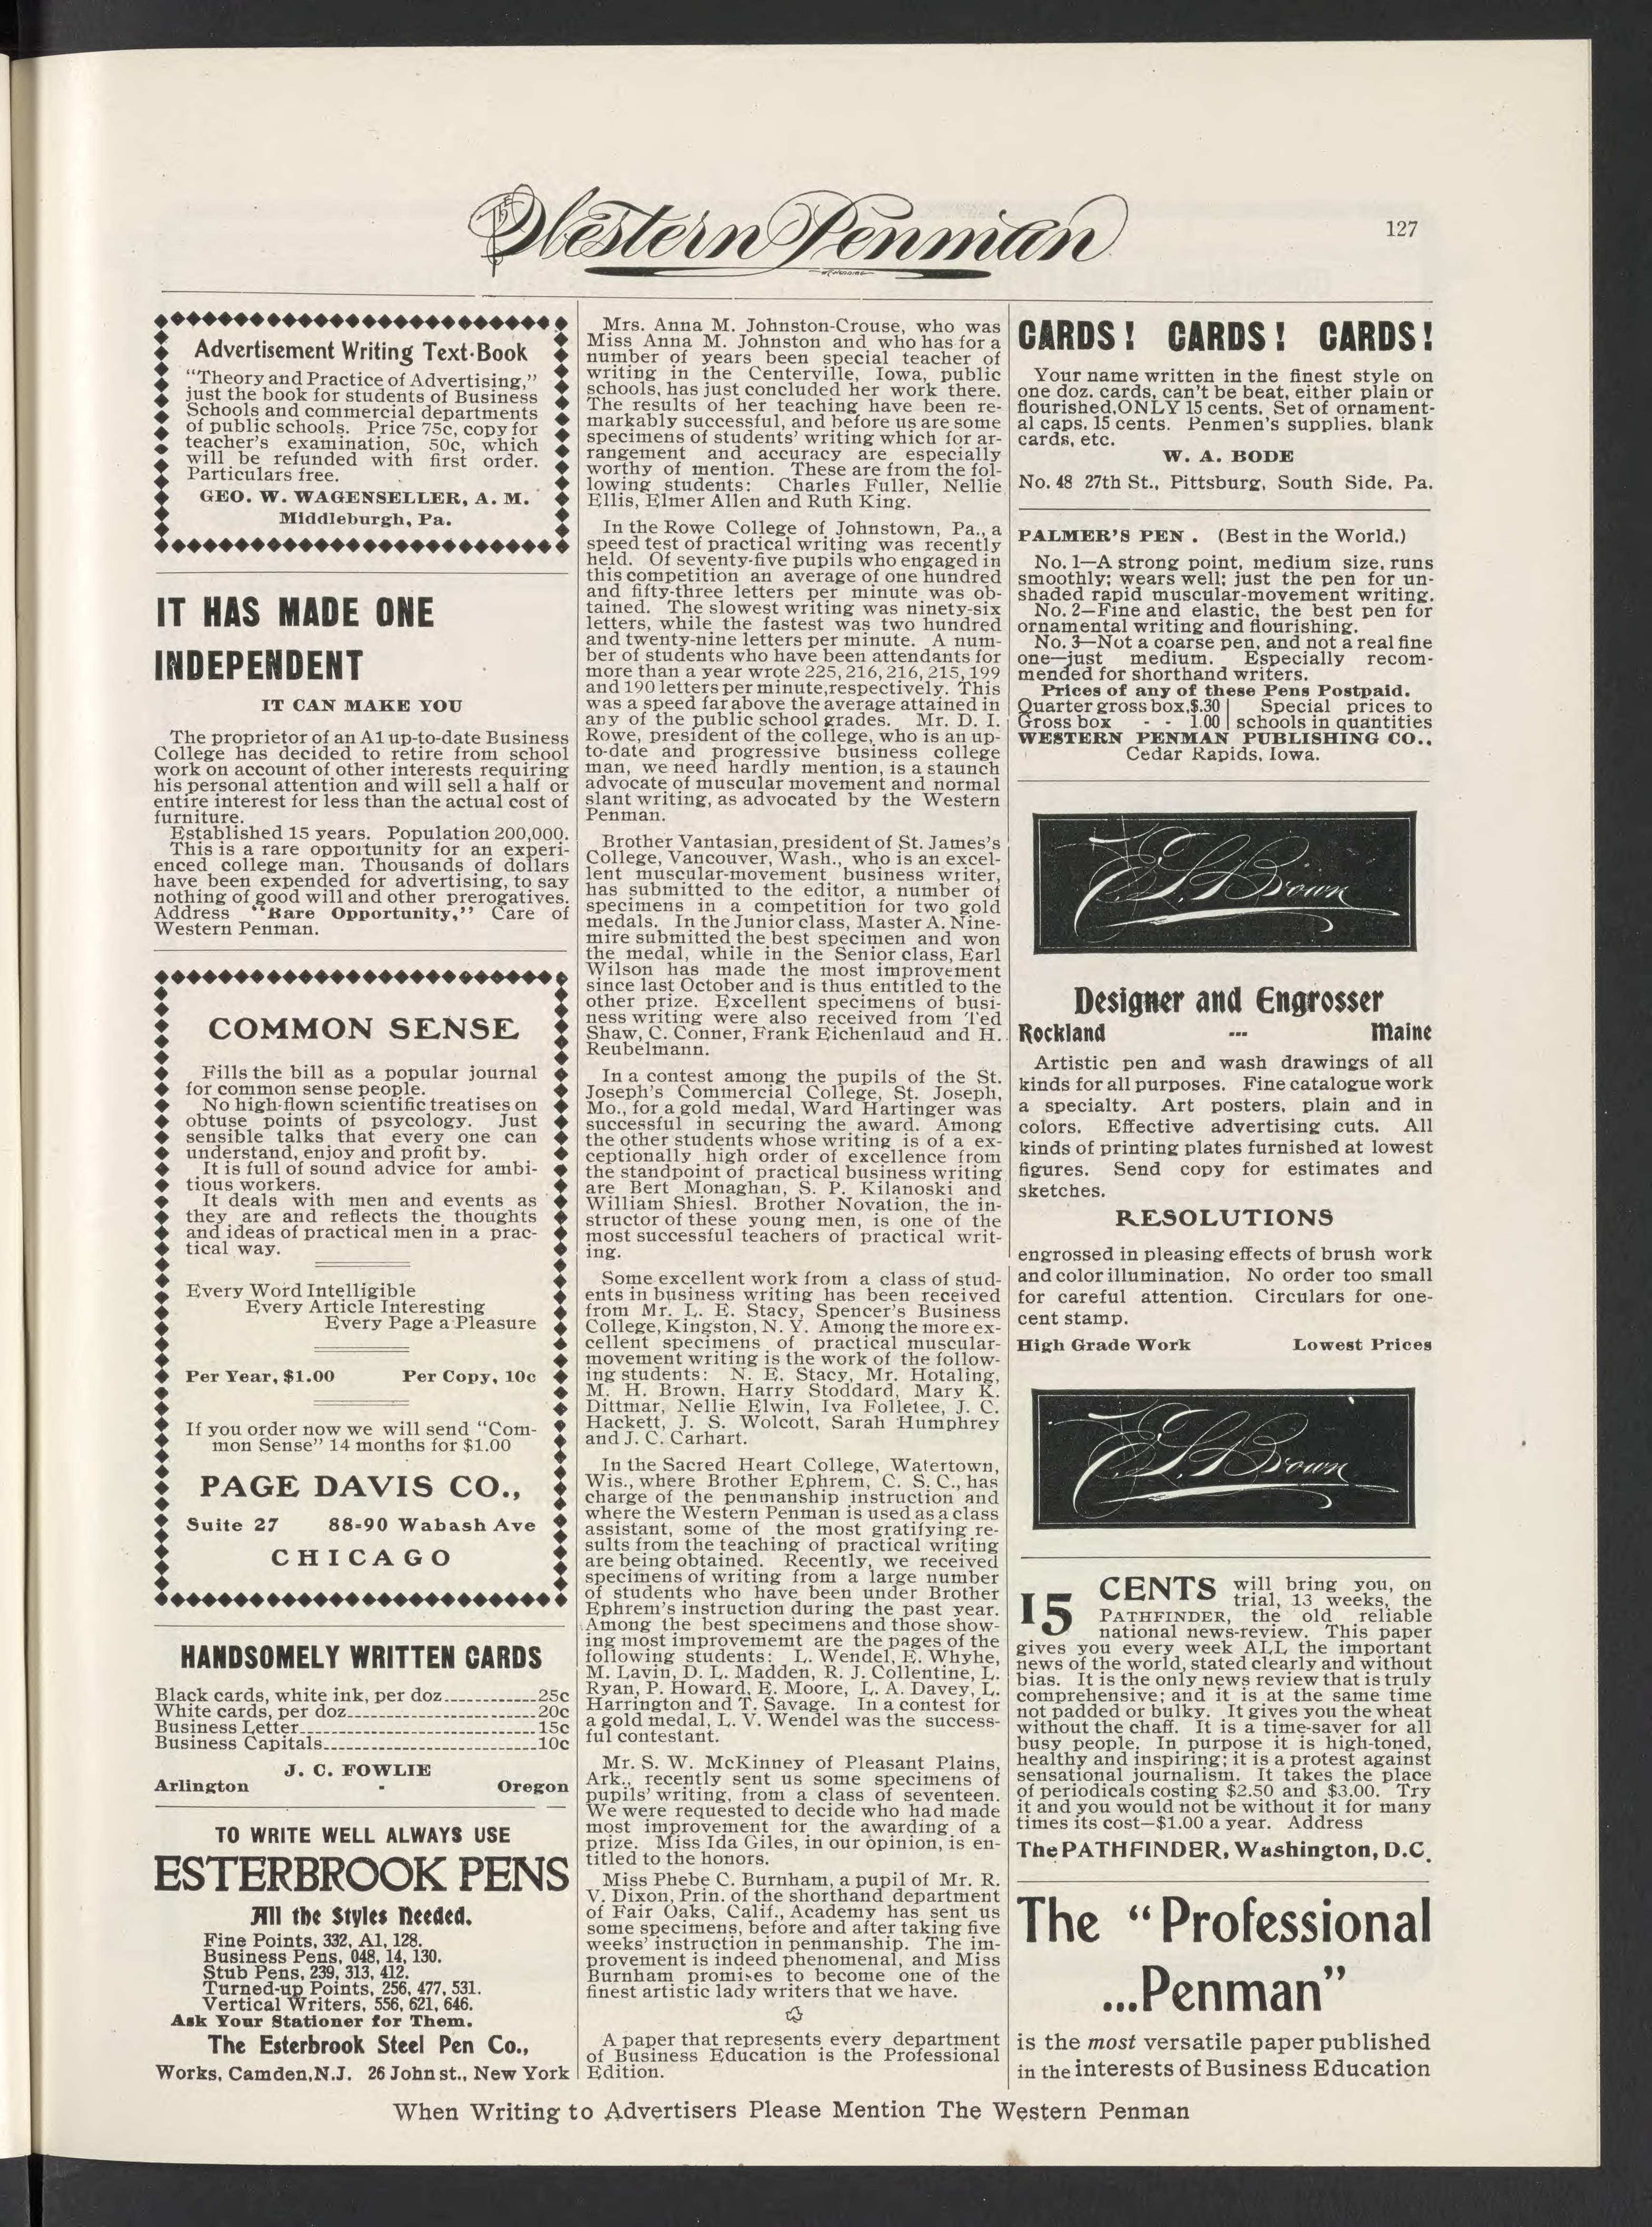 The Western Penman
127
Advertisement Writing Text-Book
"Theory and Practice of Advertising,"
just the book for students of Business
Schools and commercial departments
of public schools. Price 75c, copy for
teacher's examination, 50c, which
will be refunded with first order.
Particulars free.
GEO. W. WAGENSELLER, A. M.
Middleburgh, Pa.
IT HAS MADE ONE
INDEPENDENT
IT CAN MAKE YOU
The proprietor of an A1 up-to-date Business
College has decided to retire from school
work on account of other interests requiring
his personal attention and will sell a half or
entire interest for less than the actual cost of
furniture.
Established 15 years. Population 200,000.
This is a rare opportunity for an experi-
enced college man. Thousands of dollars
have been expended for advertising, to say
nothing of good will and other prerogatives.
Address "Rare Opportunity," Care of
Western Penman.
COMMON SENSE
Fills the bill as a popular journal
for common sense people.
No high-flown scientific treatises on
obtuse points of psycology. Just
sensible talks that every one can
understand, enjoy and profit by.
It is full of sound advice for ambi-
tious workers.
It deals with men and events as
they are and reflects the thoughts
and ideas of practical men in a prac-
tical way.
Every Word Intelligible
Every Article Interesting
Every Page a Pleasure
Per Year, $1.00 Per Copy, 10c
If you order now we will send "Com-
mon Sense" 14 months for $1.00
PAGE DAVIS CO.,
Suite 27 88-90 Wabash Ave
CHICAGO
HANDSOMELY WRITTEN CARDS
Black cards, white ink, per doz............25c
White cards, per doz........................20c
Business Letter.............................15c
Business Capitals...........................10c
J. C. FOWLIE
Arlington - Oregon
TO WRITE WELL ALWAYS USE
ESTERBROOK PENS
All the Styles Needed.
Fine Points, 332, A1, 128.
Business Pens, 048, 14, 130.
Stub Pens, 239, 313, 412.
Turned-up Points, 256, 477, 531.
Vertical Writers, 556, 621, 646.
Ask Your Stationer for Them.
The Esterbrook Steel Pen Co.,
Works, Camden, N.J. 26 John st., New York
Mrs. Anna M. Johnston-Crouse, who was
Miss Anna M. Johnston and who has for a
number of years been special teacher of
writing in the Centerville, Iowa, public
schools, has just concluded her work there.
The results of her teaching have been re-
markably successful, and before us are some
specimens of students' writing which for ar-
rangement and accuracy are especially
worthy of mention. These are from the fol-
lowing students: Charles Fuller, Nellie
Ellis, Elmer Allen and Ruth King.
In the Rowe College of Johnstown, Pa., a
speed test of practical writing was recently
held. Of seventy-five pupils who engaged in
this competition an average of one hundred
and fifty-three letters per minute was ob-
tained. The slowest writing was ninety-six
letters, while the fastest was two hundred
and twenty-nine letters per minute. A num-
ber of students who have been attendants for
more than a year wrote 225, 216, 216, 215, 199
and 190 letters per minute, respectively. This
was a speed far above the average attained in
any of the public school grades. Mr. D. I.
Rowe, president of the college, who is an up-
to-date and progressive business college
man, we need hardly mention, is a staunch
advocate of muscular movement and normal
slant writing, as advocated by the Western
Penman.
Brother Vantasian, president of St. James's
College, Vancouver, Wash., who is an excel-
lent muscular-movement business writer,
has submitted to the editor, a number of
specimens in a competition for two gold
medals. In the Junior class, Master A. Nine-
mire submitted the best specimen and won
the medal, while in the Senior class, Earl
Wilson has made the most improvement
since last October and is thus entitled to the
other prize. Excellent specimens of busi-
ness writing were also received from Ted
Shaw, C. Conner, Frank Eichenlaud and H.
Reubelmann.
In a contest among the pupils of the St.
Joseph's Commercial College, St. Joseph,
Mo., for a gold medal, Ward Hartinger was
successful in securing the award. Among
the other students whose writing is of a ex-
ceptionally high order of excellence from
the standpoint of practical business writing
are Bert Monaghan, S. P. Kilanoski and
William Shiesl. Brother Novation, the in-
structor of these young men, is one of the
most successful teachers of practical writ-
ing.
Some excellent work from a class of stud-
ents in business writing has been received
from Mr. L. E. Stacy, Spencer's Business
College, Kingston, N. Y. Among the more ex-
cellent specimens of practical muscular-
movement writing is the work of the follow-
ing students: N. E. Stacy, Mr. Hotaling,
M. H. Brown, Harry Stoddard, Mary K.
Dittmar, Nellie Elwin, Iva Folletee, J. C.
Hackett, J. S. Wolcott, Sarah Humphrey
and J. C. Carhart.
In the Sacred Heart College, Watertown,
Wis., where Brother Ephrem, C. S. C., has
charge of the penmanship instruction and
where the Western Penman is used as a class
assistant, some of the most gratifying re-
sults from the teaching of practical writing
are being obtained. Recently, we received
specimens of writing from a large number
of students who have been under Brother
Ephrem's instruction during the past year.
Among the best specimens and those show-
ing most improvememt are the pages of the
following students: L. Wendel, E. Whyhe,
M. Lavin, D. L. Madden, R. J. Collentine, L.
Ryan, P. Howard, E. Moore, L. A. Davey, L.
Harrington and T. Savage. In a contest for
a gold medal, L. V. Wendel was the success-
ful contestant.
Mr. S. W. McKinney of Pleasant Plains,
Ark., recently sent us some specimens of
pupils' writing, from a class of seventeen.
We were requested to decide who had made
most improvement for the awarding of a
prize. Miss Ida Giles, in our opinion, is en-
titled to the honors.
Miss Phebe C. Burnham, a pupil of Mr. R.
V. Dixon, Prin. of the shorthand department
of Fair Oaks, Calif., Academy has sent us
some specimens, before and after taking five
weeks' instruction in penmanship. The im-
provement is indeed phenomenal, and Miss
Burnham promises to become one of the
finest artistic lady writers that we have.
A paper that represents every department
of Business Education is the Professional
Edition.
CARDS! CARDS! CARDS!
Your name written in the finest style on
one doz. cards, can't be beat, either plain or
flourished, ONLY 15 cents. Set of ornament-
al caps, 15 cents. Penmen's supplies, blank
cards, etc.
W. A. BODE
No. 48 27th St., Pittsburg, South Side, Pa.
PALMER'S PEN. (Best in the World.)
No. 1—A strong point, medium size, runs
smoothly; wears well; just the pen for un-
shaded rapid muscular-movement writing.
No. 2—Fine and elastic, the best pen for
ornamental writing and flourishing.
No. 3—Not a coarse pen, and not a real fine
one—just medium. Especially recom-
mended for shorthand writers.
Prices of any of these Pens Postpaid.
Quarter gross box, $.30 | Special prices to
Gross box - - 1.00 | schools in quantities
WESTERN PENMAN PUBLISHING CO.,
Cedar Rapids, Iowa.
E. L. Brown
Designer and Engrosser
Rockland --- Maine
Artistic pen and wash drawings of all
kinds for all purposes. Fine catalogue work
a specialty. Art posters, plain and in
colors. Effective advertising cuts. All
kinds of printing plates furnished at lowest
figures. Send copy for estimates and
sketches.
RESOLUTIONS
engrossed in pleasing effects of brush work
and color illumination. No order too small
for careful attention. Circulars for one-
cent stamp.
High Grade Work Lowest Prices
E. L. Brown
15 CENTS will bring you, on
trial, 13 weeks, the
PATHFINDER, the old reliable
national news-review. This paper
gives you every week ALL the important
news of the world, stated clearly and without
bias. It is the only news review that is truly
comprehensive; and it is at the same time
not padded or bulky. It gives you the wheat
without the chaff. It is a time-saver for all
busy people. In purpose it is high-toned,
healthy and inspiring; it is a protest against
sensational journalism. It takes the place
of periodicals costing $2.50 and $3.00. Try
it and you would not be without it for many
times its cost—$1.00 a year. Address
The PATHFINDER, Washington, D.C.
The "Professional
...Penman"
is the most versatile paper published
in the interests of Business Education
When Writing to Advertisers Please Mention The Western Penman